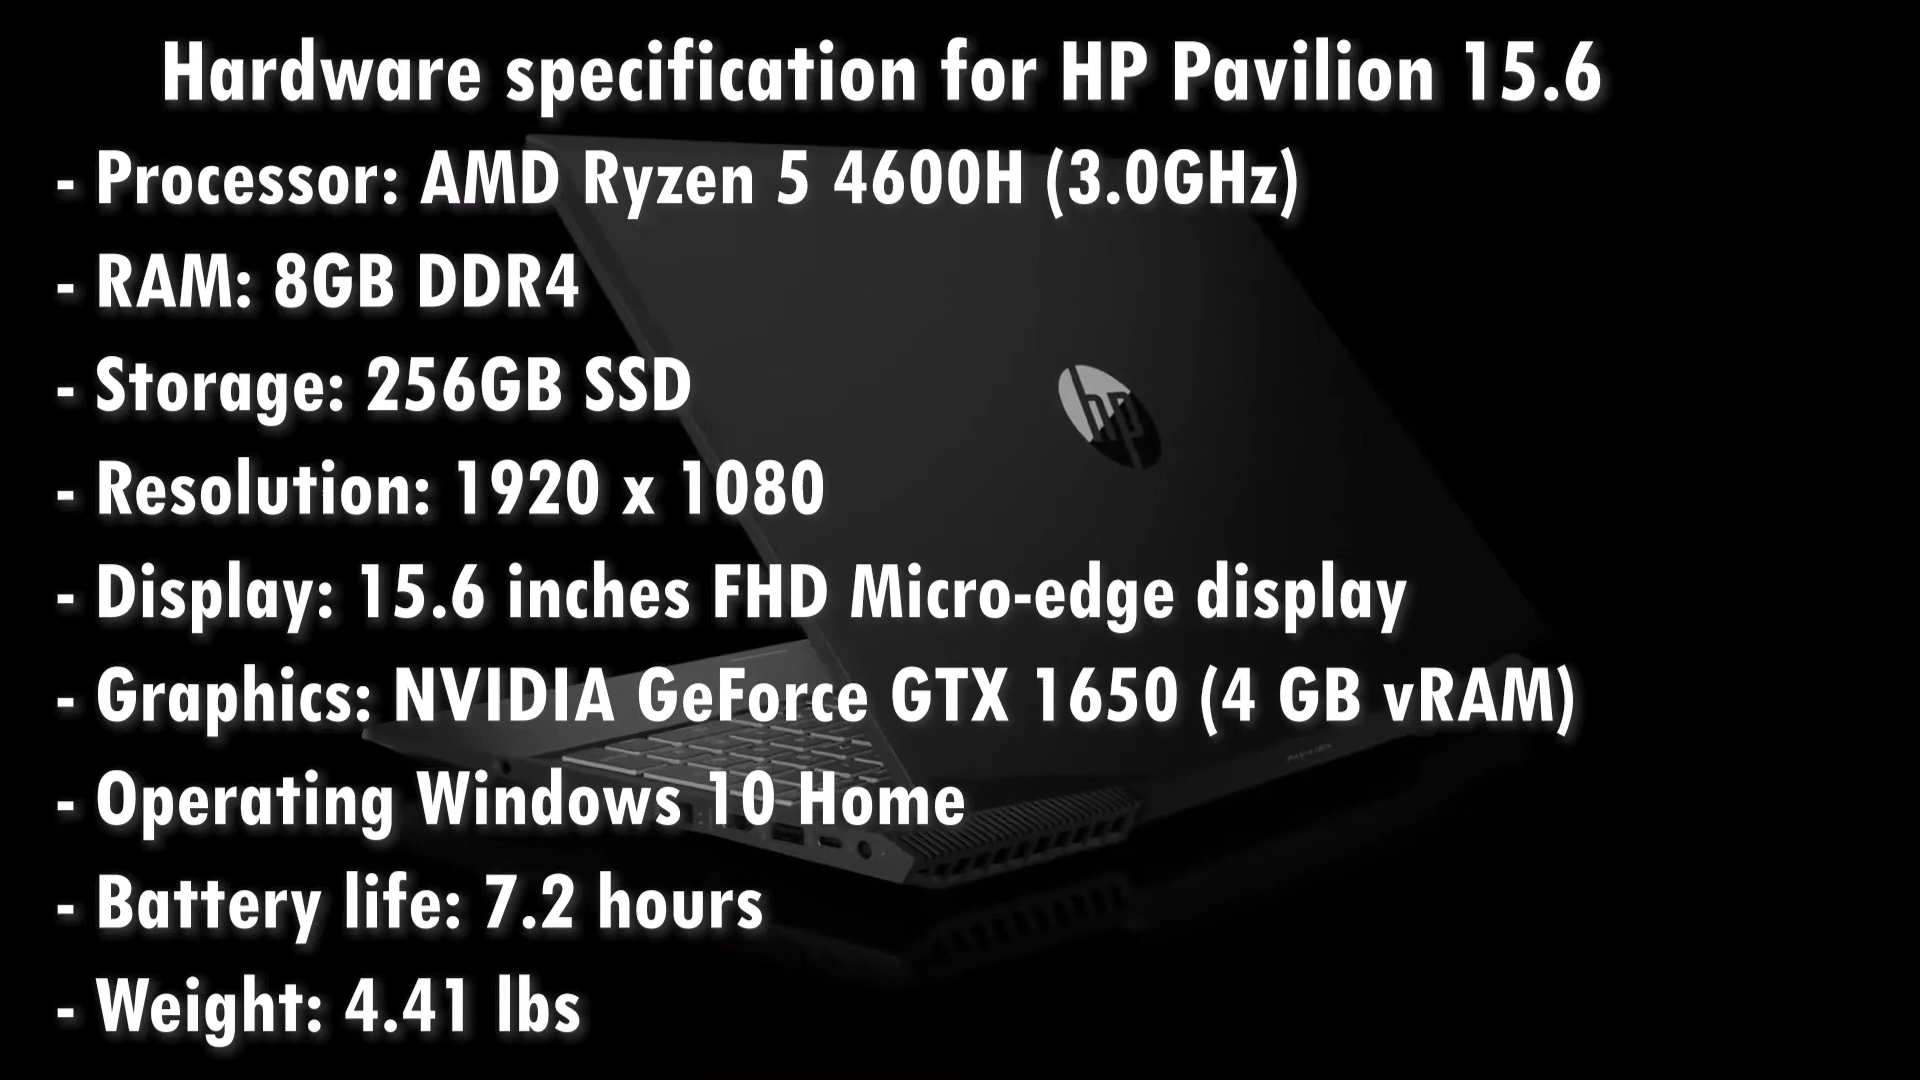 Hardware specification for HP Pavilion 15.6
- Processor: AMD Ryzen 5 4600H (3.0GHz)
- RAM: 8GB DDR4
- Storage: 256GB SSD
- Resolution: 1920 x 1080
- Display: 15.6 inches FHD Micro-edge display
- Graphics: NVIDIA GeForce GTX 1650 (4 GB vRAM)
- Operating Windows 10 Home
- Battery life: 7.2 hours
- Weight: 4.41 lbs
hp
PAVILION